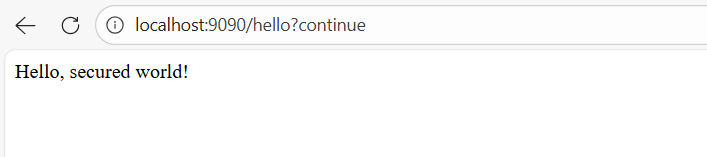 localhost:9090/hello?continue
Hello, secured world!